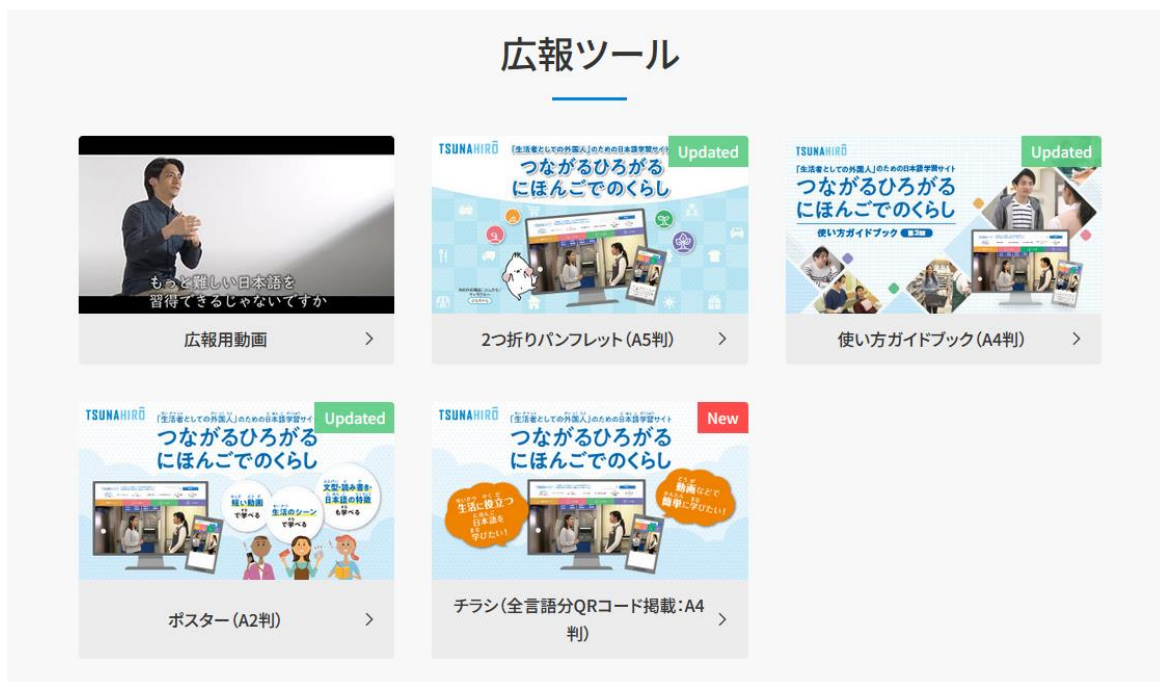 広報ツール
もっと難しい日本語を
習得できるじゃないですか
広報用動画
TSUNAHIRO
「生活者としての外国人」のための日本語学習サイト
Updated
つながるひろがる
にほんごでのくらし
2つ折りパンフレット（A5判）
TSUNAHIRO
Updated
「生活者としての外国人」のための日本語学習サイト
つながるひろがる
にほんごでのくらし
使い方ガイドブック
使い方ガイドブック（A4判）
TSUNAHIRO
「生活者としての外国人」のための日本語学習サイト
Updated
つながるひろがる
にほんごでのくらし
短い動画
で学べる
生活のシーン
で学べる
文型・読み書き・
日本語の特徴
も学べる
ポスター（A2判）
TSUNAHIRO
「生活者としての外国人」のための日本語学習サイト
New
つながるひろがる
にほんごでのくらし
生活に役立つ
日本語を
学びたい！
動画などで
簡単に学びたい！
チラシ（全言語分QRコード掲載：A4
判）